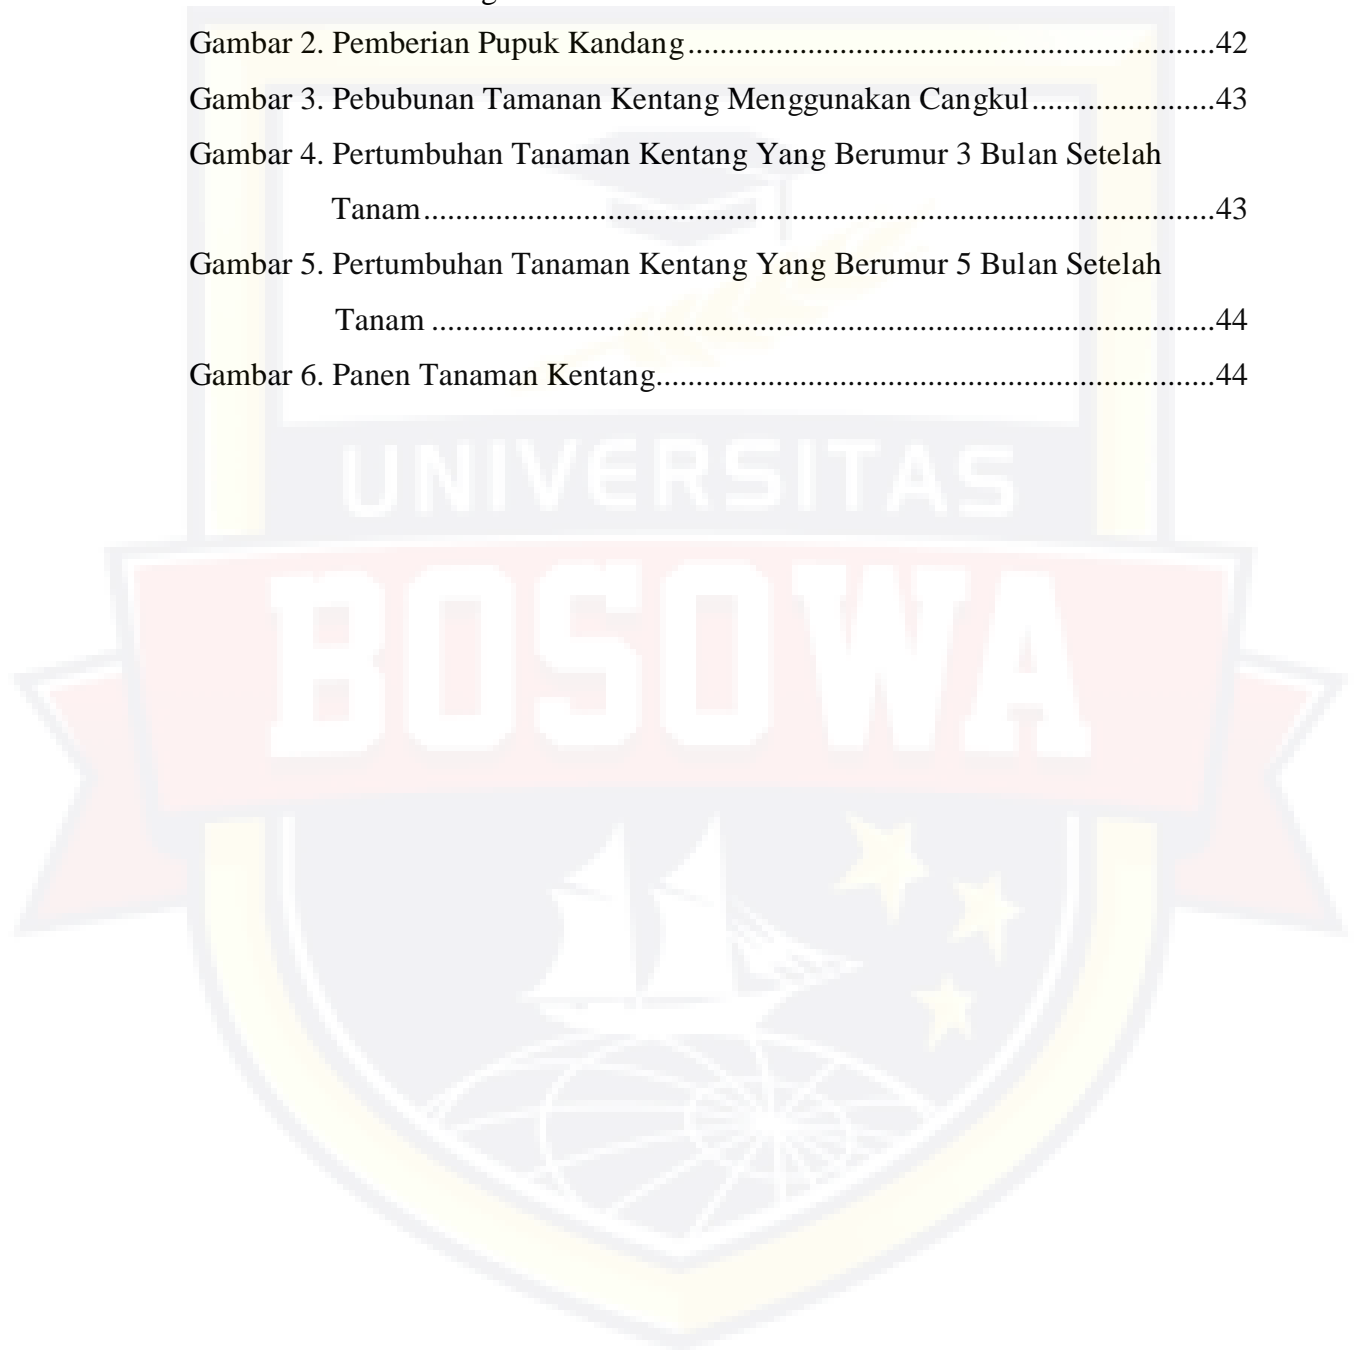 Gambar 2. Pemberian Pupuk Kandang..................................................................42
Gambar 3. Pebubunan Tamanan Kentang Menggunakan Cangkul.......................43
Gambar 4. Pertumbuhan Tanaman Kentang Yang Berumur 3 Bulan Setelah
Tanam...................................................................................................43
Gambar 5. Pertumbuhan Tanaman Kentang Yang Berumur 5 Bulan Setelah
Tanam ..................................................................................................44
Gambar 6. Panen Tanaman Kentang......................................................................44
UNIVERSITAS
BOSOWA